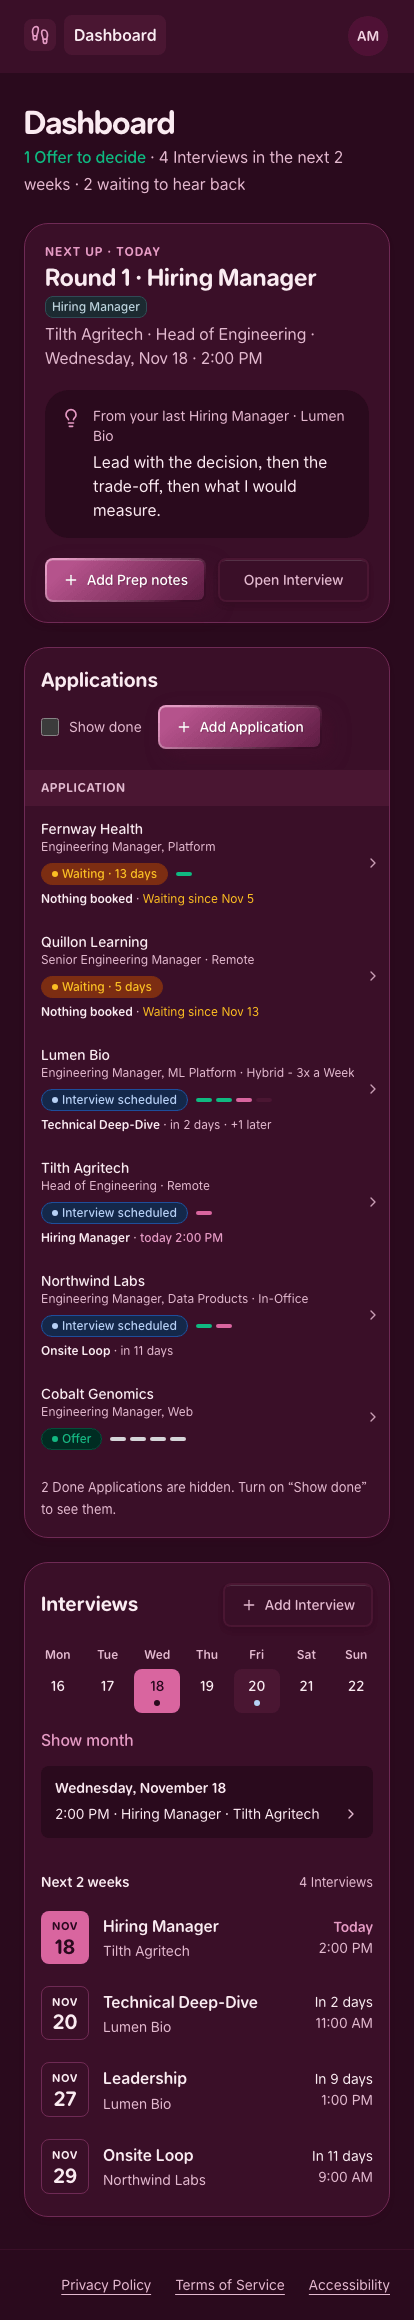 Dashboard
AM
Dashboard
1 Offer to decide · 4 Interviews in the next 2
weeks · 2 waiting to hear back
NEXT UP · TODAY
Round 1 · Hiring Manager
Hiring Manager
Tilth Agritech · Head of Engineering ·
Wednesday, Nov 18 · 2:00 PM
From your last Hiring Manager · Lumen
Bio
Lead with the decision, then the
trade-off, then what I would
measure.
Add Prep notes
Open Interview
Applications
Show done
Add Application
APPLICATION
Fernway Health
Engineering Manager, Platform
Waiting · 13 days
Nothing booked · Waiting since Nov 5
Quillon Learning
Senior Engineering Manager · Remote
Waiting · 5 days
Nothing booked · Waiting since Nov 13
Lumen Bio
Engineering Manager, ML Platform · Hybrid - 3x a Week
Interview scheduled
Technical Deep-Dive · in 2 days · +1 later
Tilth Agritech
Head of Engineering · Remote
Interview scheduled
Hiring Manager · today 2:00 PM
Northwind Labs
Engineering Manager, Data Products · In-Office
Interview scheduled
Onsite Loop · in 11 days
Cobalt Genomics
Engineering Manager, Web
Offer
2 Done Applications are hidden. Turn on “Show done”
to see them.
Interviews
Add Interview
Mon Tue Wed Thu Fri Sat Sun
16 17 18 19 20 21 22
Show month
Wednesday, November 18
2:00 PM · Hiring Manager · Tilth Agritech
Next 2 weeks
4 Interviews
NOV
18
Hiring Manager
Tilth Agritech
Today
2:00 PM
NOV
20
Technical Deep-Dive
Lumen Bio
In 2 days
11:00 AM
NOV
27
Leadership
Lumen Bio
In 9 days
1:00 PM
NOV
29
Onsite Loop
Northwind Labs
In 11 days
9:00 AM
Privacy Policy
Terms of Service
Accessibility